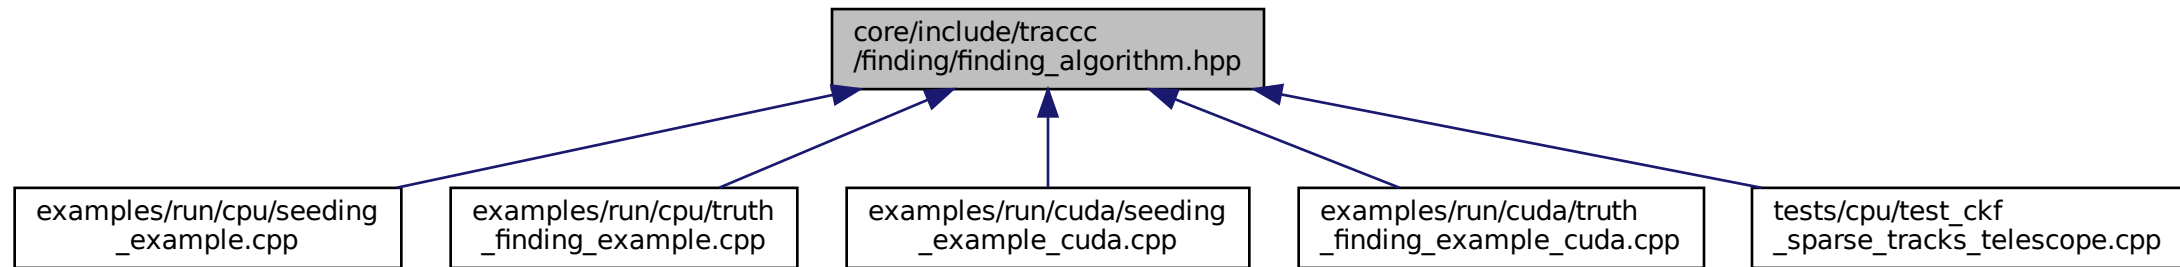 core/include/traccc
/finding/finding_algorithm.hpp
examples/run/cpu/seeding
_example.cpp
examples/run/cpu/truth
_finding_example.cpp
examples/run/cuda/seeding
_example_cuda.cpp
examples/run/cuda/truth
_finding_example_cuda.cpp
tests/cpu/test_ckf
_sparse_tracks_telescope.cpp